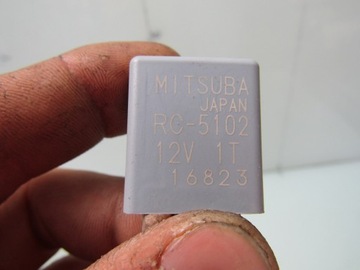 MITSUBA
JAPAN
RC-5102
12V 1T
16823